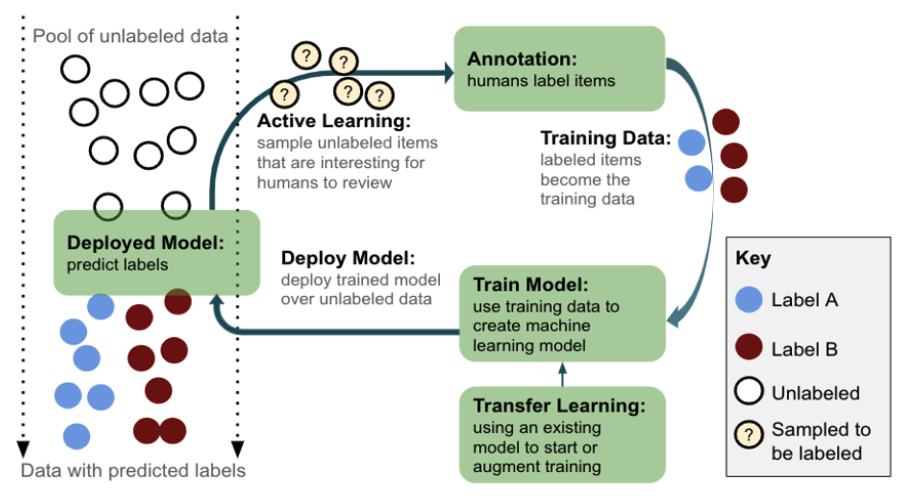 Pool of unlabeled data
?
?
?
?
?
Active Learning:
sample unlabeled items
that are interesting for
humans to review
Annotation:
humans label items
Training Data:
labeled items
become the
training data
Deployed Model:
predict labels
Deploy Model:
deploy trained model
over unlabeled data
Train Model:
use training data to
create machine
learning model
Transfer Learning:
using an existing
model to start or
augment training
Data with predicted labels
Key
Label A
Label B
Unlabeled
?
Sampled to
be labeled